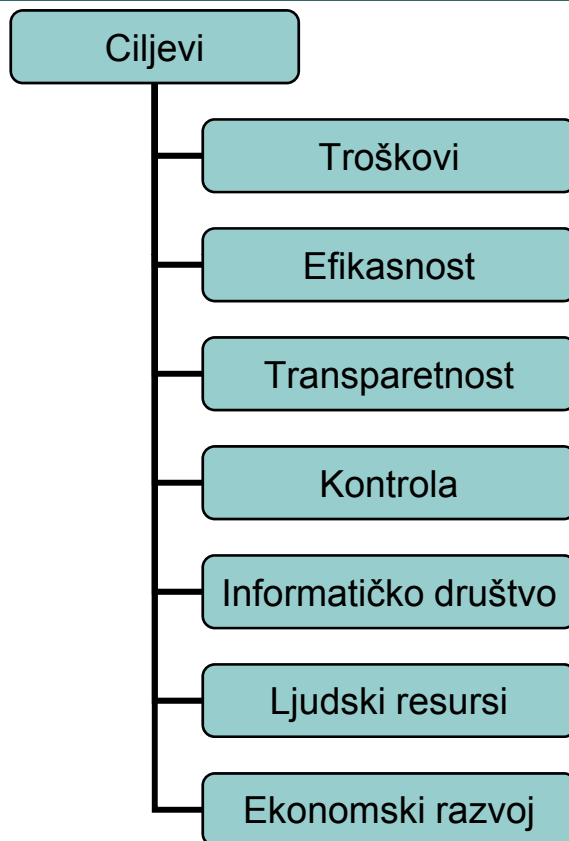 Ciljevi
Troškovi
Efikasnost
Transparetnost
Kontrola
Informatičko društvo
Ljudski resursi
Ekonomski razvoj